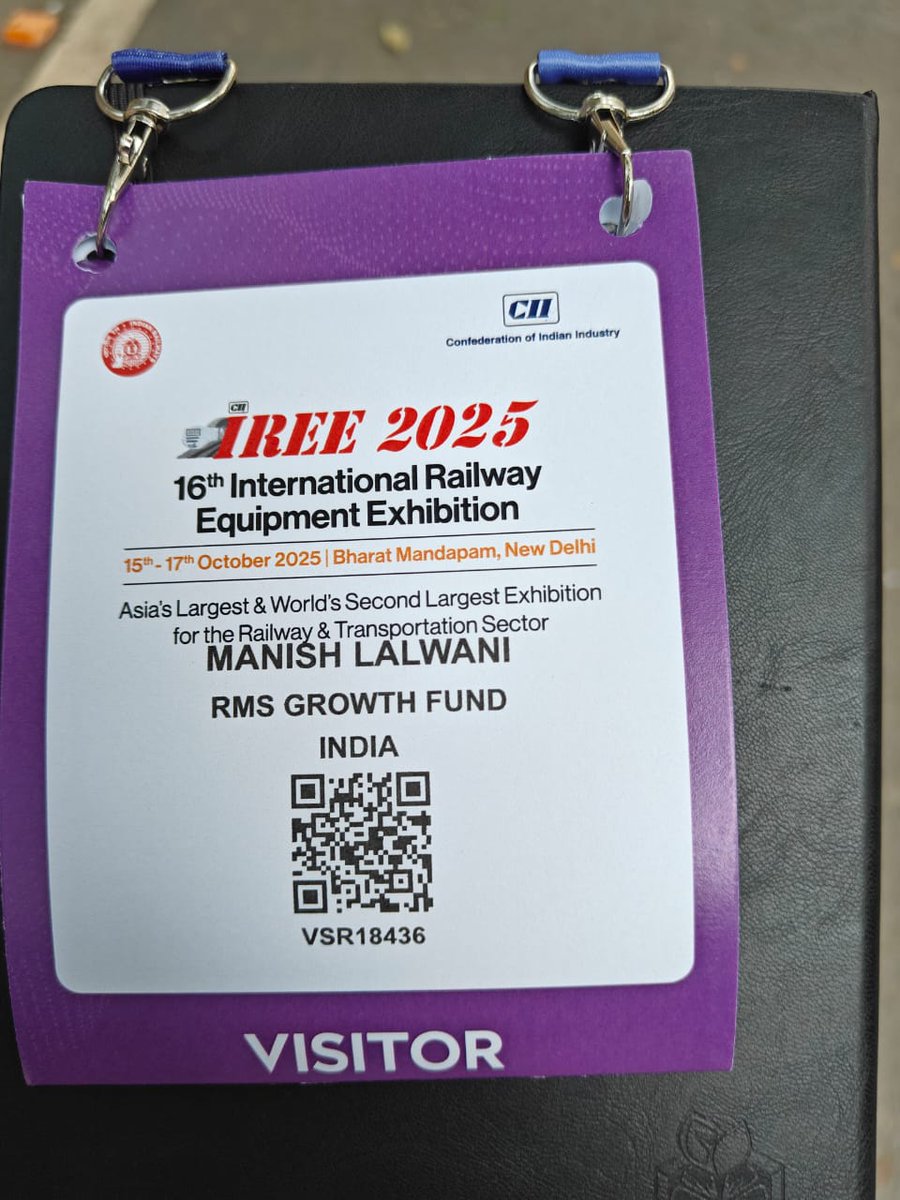 CII
Confederation of Indian Industry
CII
IREE 2025
16th International Railway
Equipment Exhibition
15th - 17th October 2025 | Bharat Mandapam, New Delhi
Asia's Largest & World's Second Largest Exhibition
for the Railway & Transportation Sector
MANISH LALWANI
RMS GROWTH FUND
INDIA
VSR18436
VISITOR